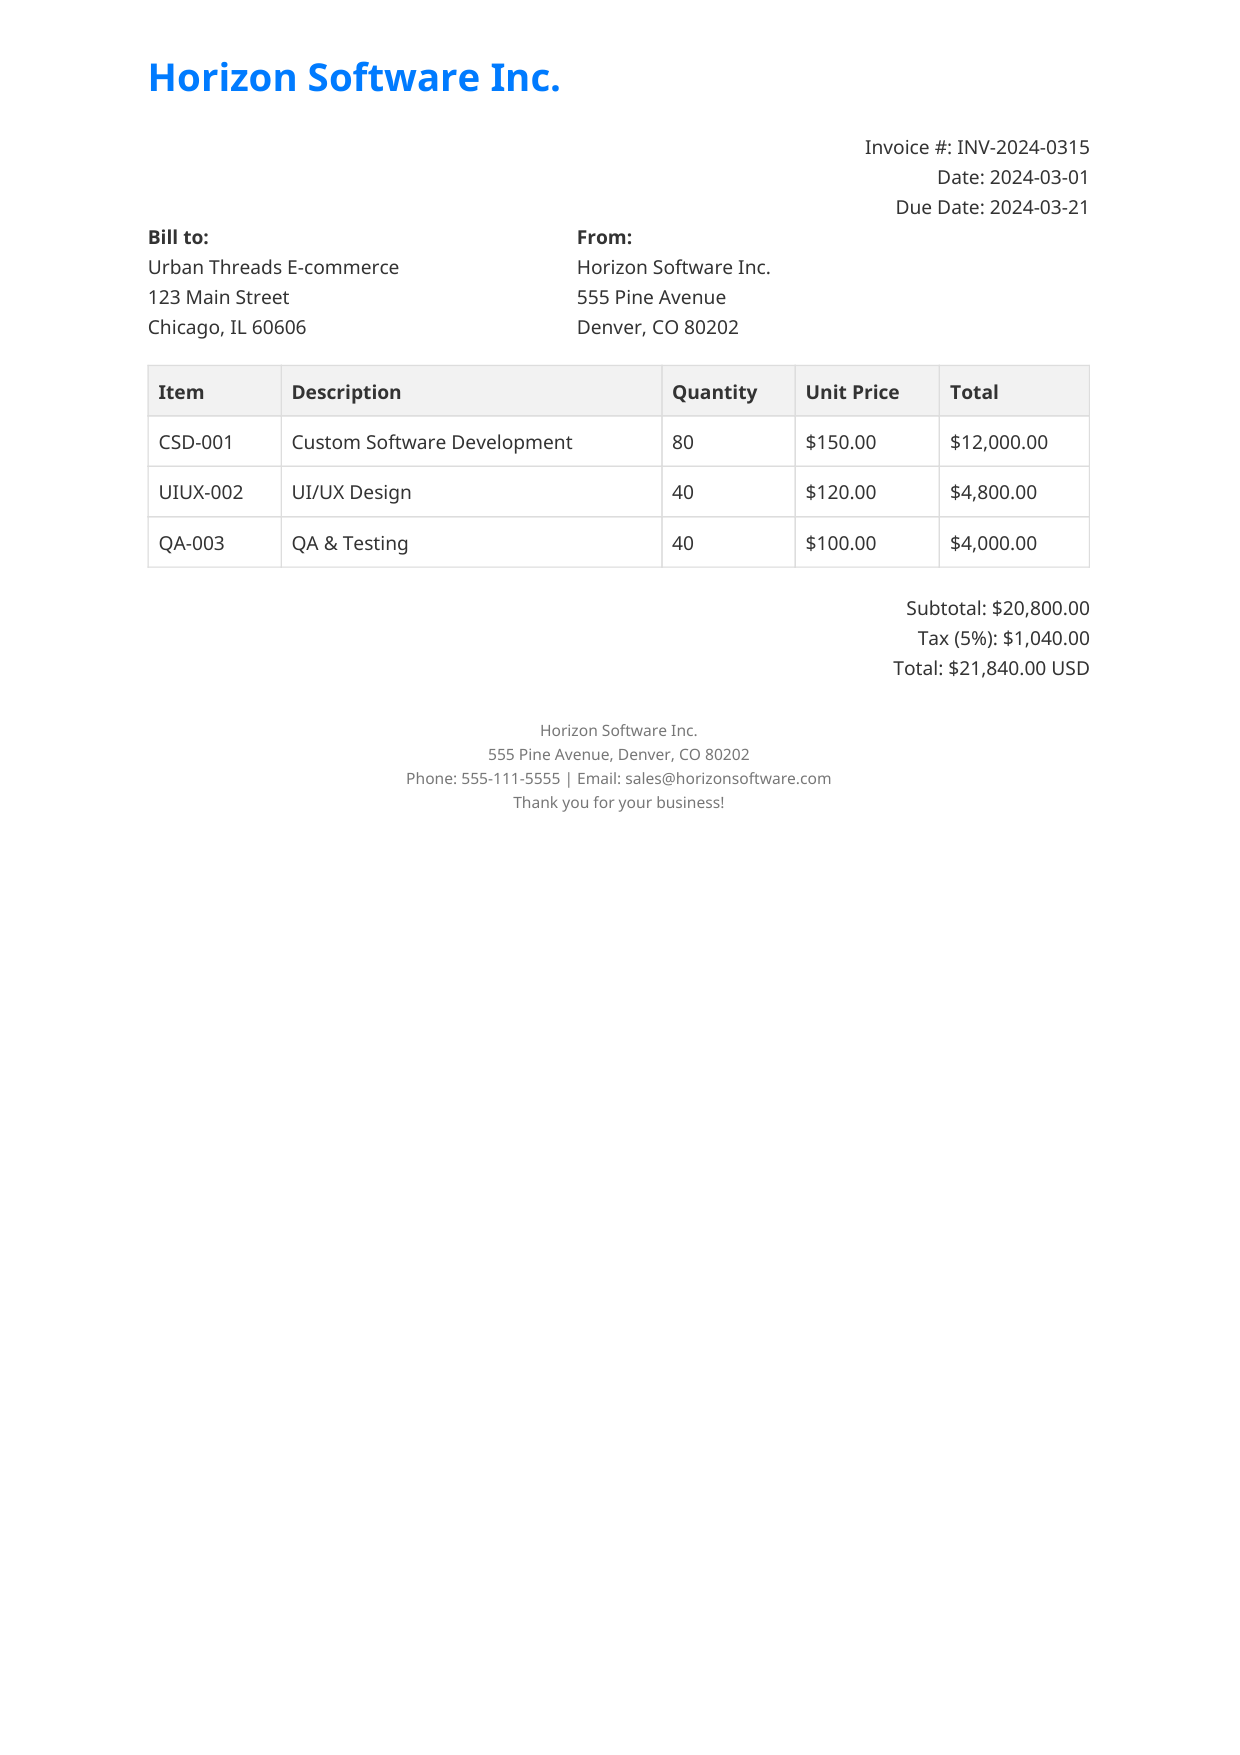 Horizon Software Inc.
Invoice #: INV-2024-0315
Date: 2024-03-01
Due Date: 2024-03-21
Bill to:
Urban Threads E-commerce
123 Main Street
Chicago, IL 60606
From:
Horizon Software Inc.
555 Pine Avenue
Denver, CO 80202
Item Description Quantity Unit Price Total
CSD-001 Custom Software Development 80 $150.00 $12,000.00
UIUX-002 UI/UX Design 40 $120.00 $4,800.00
QA-003 QA & Testing 40 $100.00 $4,000.00
Subtotal: $20,800.00
Tax (5%): $1,040.00
Total: $21,840.00 USD
Horizon Software Inc.
555 Pine Avenue, Denver, CO 80202
Phone: 555-111-5555 | Email: sales@horizonsoftware.com
Thank you for your business!